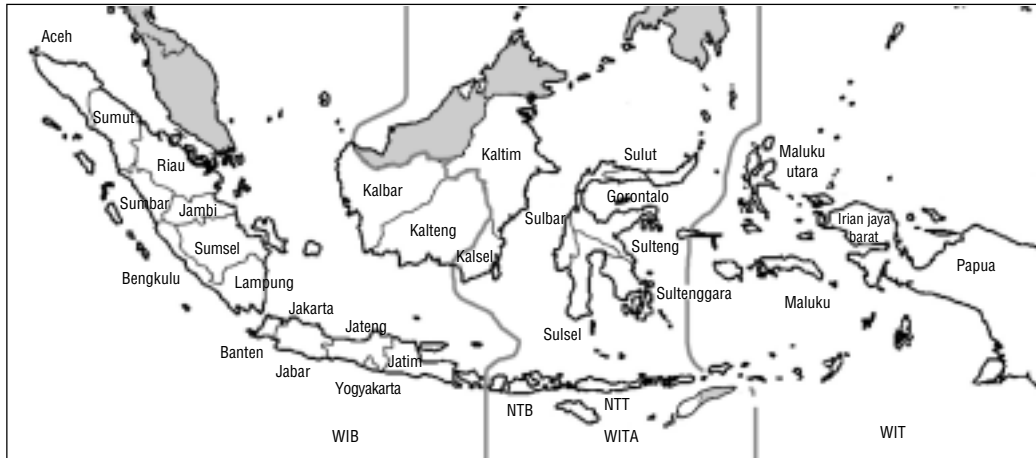 Aceh
Sumut
Riau
Sumbar
Jambi
Sumsel
Bengkulu
Lampung
Jakarta
Jateng
Banten
Jabar
Jatim
Yogyakarta
Kalbar
Kaltim
Kalteng
Kalsel
Sulut
Gorontalo
Sulbar
Sulteng
Sultenggara
Sulsel
NTB
NTT
Maluku
utara
Irian jaya
barat
Papua
Maluku
WIB
WITA
WIT